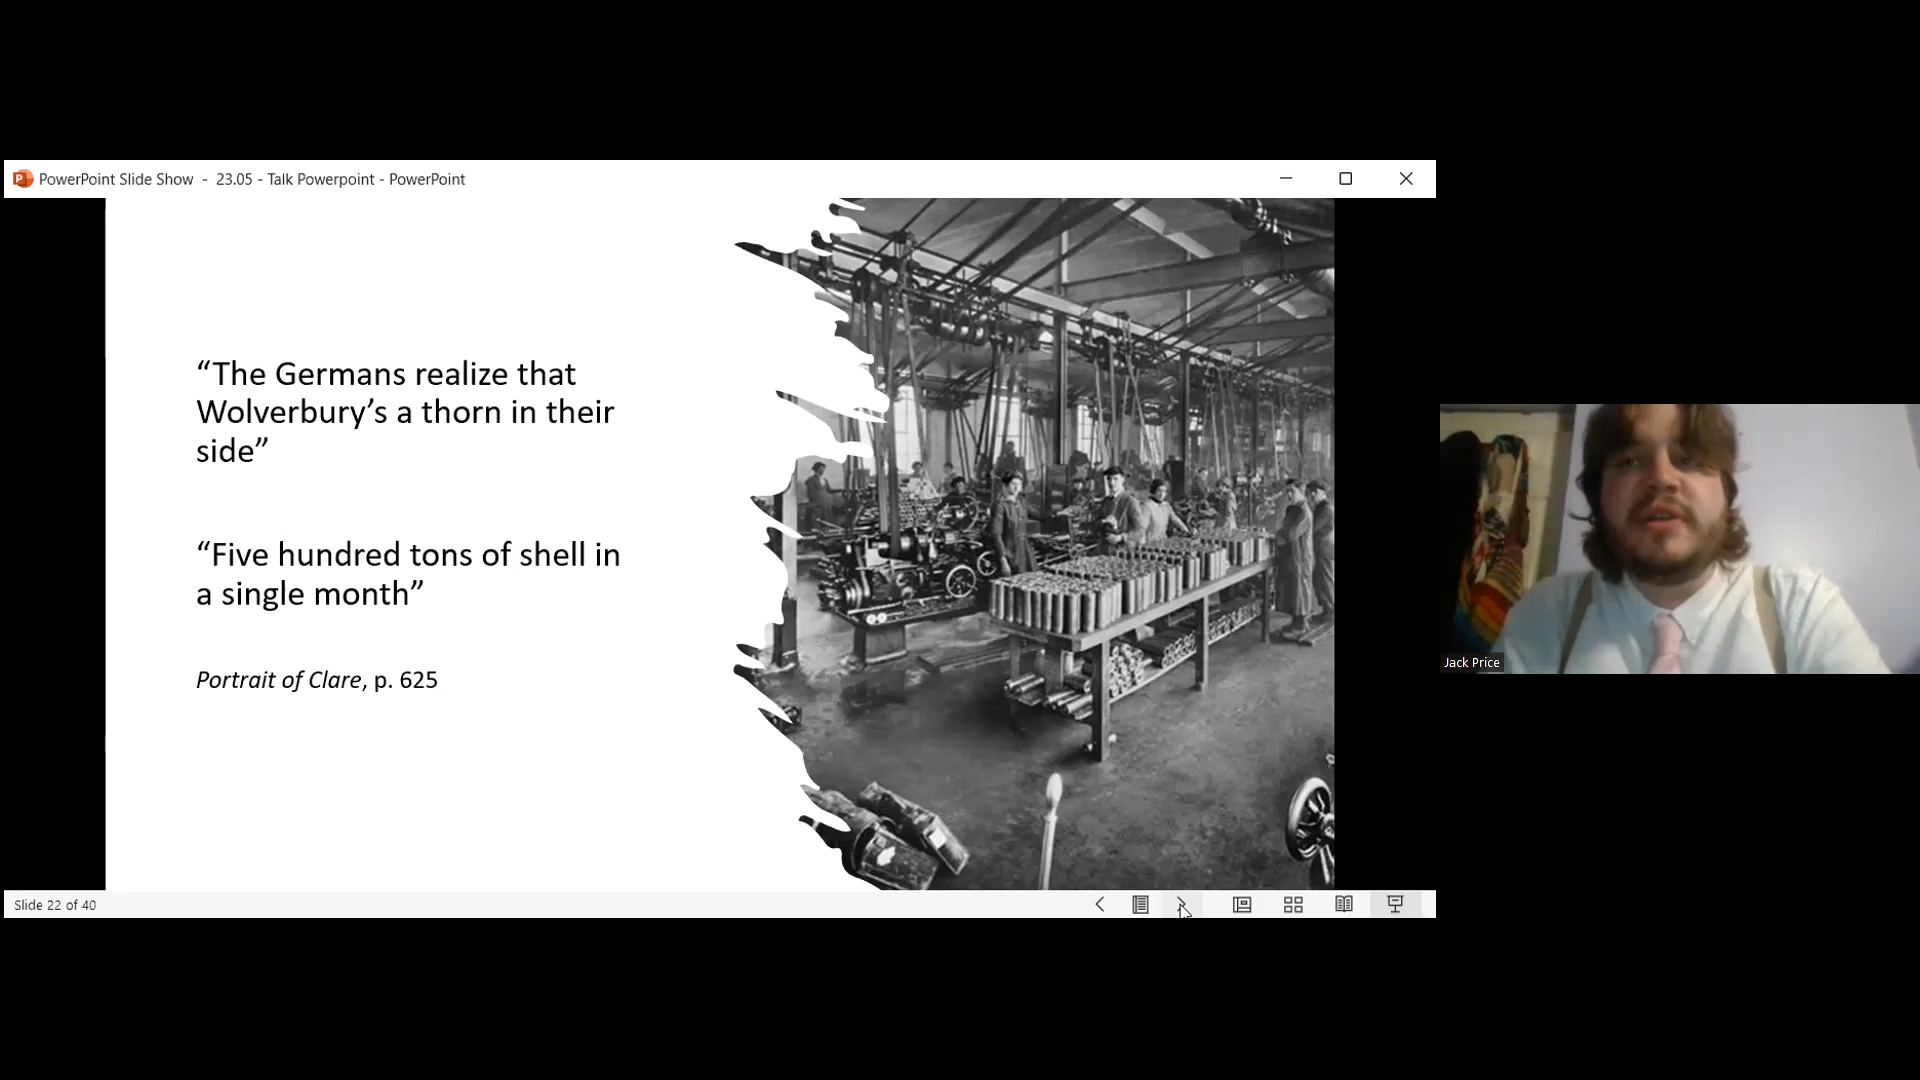 PowerPoint Slide Show - 23.05 - Talk Powerpoint - PowerPoint
“The Germans realize that
Wolverbury’s a thorn in their
side”
“Five hundred tons of shell in
a single month”
Portrait of Clare, p. 625
Jack Price
Slide 22 of 40